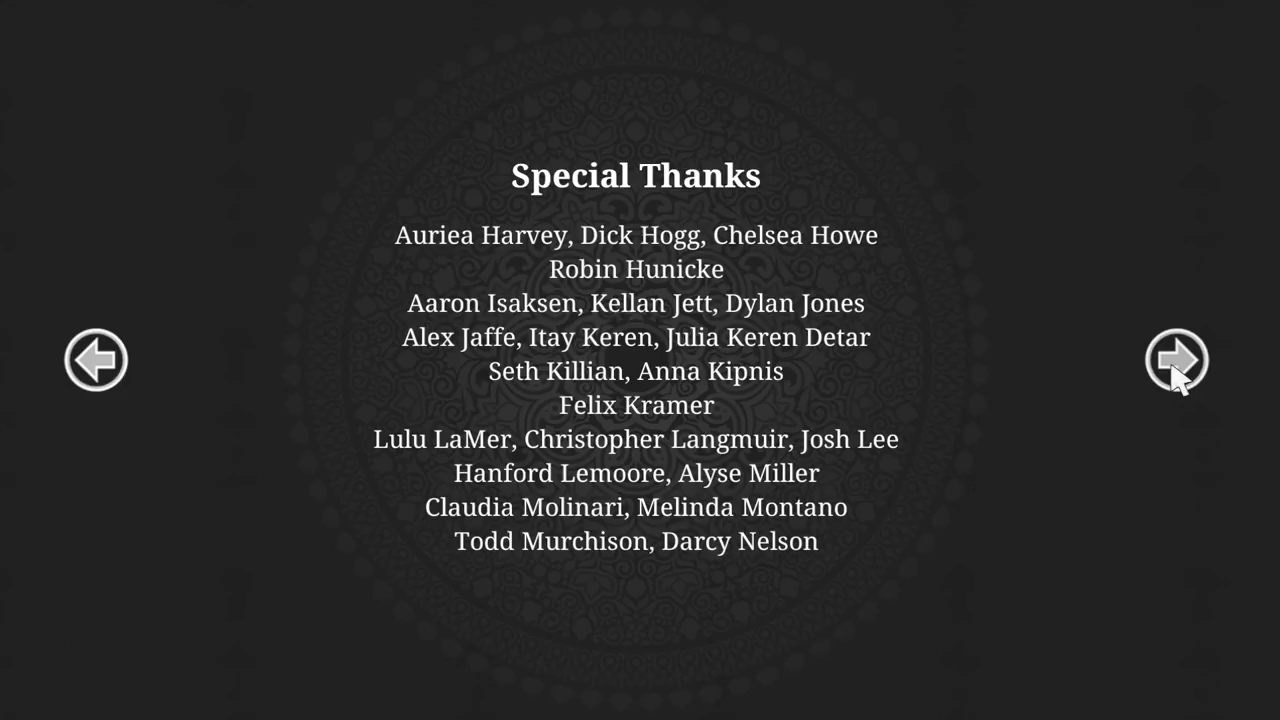 Special Thanks
Auriea Harvey, Dick Hogg, Chelsea Howe
Robin Hunicke
Aaron Isaksen, Kellan Jett, Dylan Jones
Alex Jaffe, Itay Keren, Julia Keren Detar
Seth Killian, Anna Kipnis
Felix Kramer
Lulu LaMer, Christopher Langmuir, Josh Lee
Hanford Lemoore, Alyse Miller
Claudia Molinari, Melinda Montano
Todd Murchison, Darcy Nelson